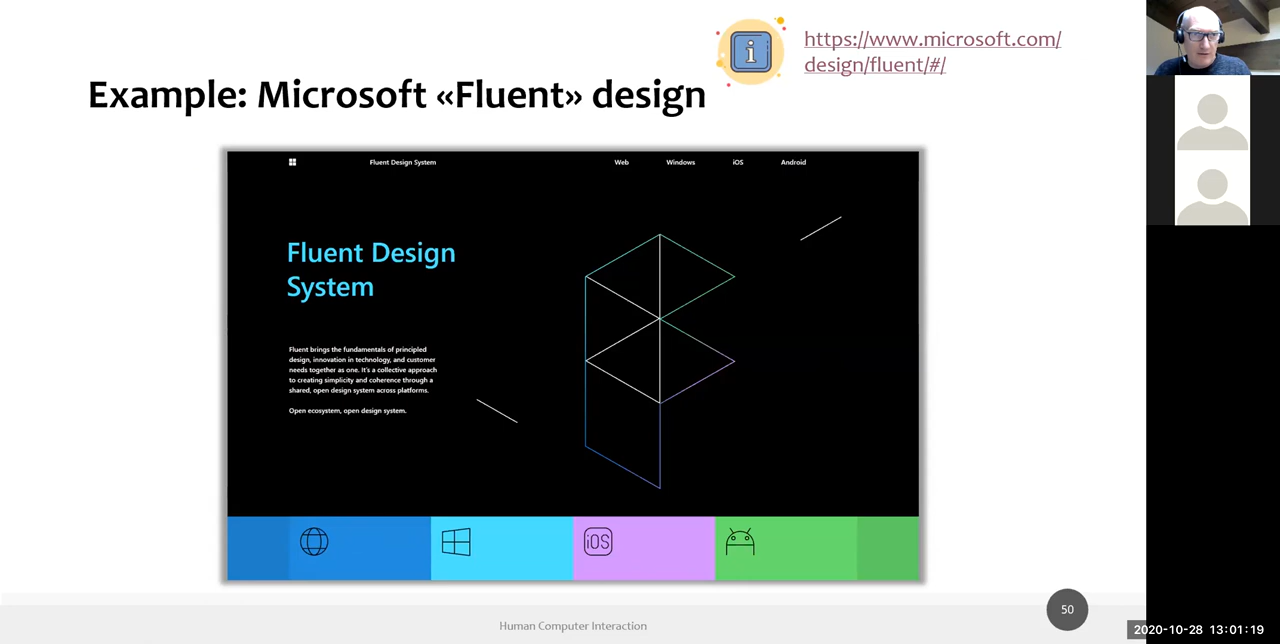 https://www.microsoft.com/
design/fluent/#/
Example: Microsoft «Fluent» design
Fluent Design System
Web
Windows
iOS
Android
Fluent Design
System
Fluent brings the fundamentals of principled
design, innovation in technology, and customer
needs together as one. It's a collective approach
to creating simplicity and coherence through a
shared, open design system across platforms.
Open ecosystem, open design system.
iOS
50
Human Computer Interaction
2020-10-28 13:01:19